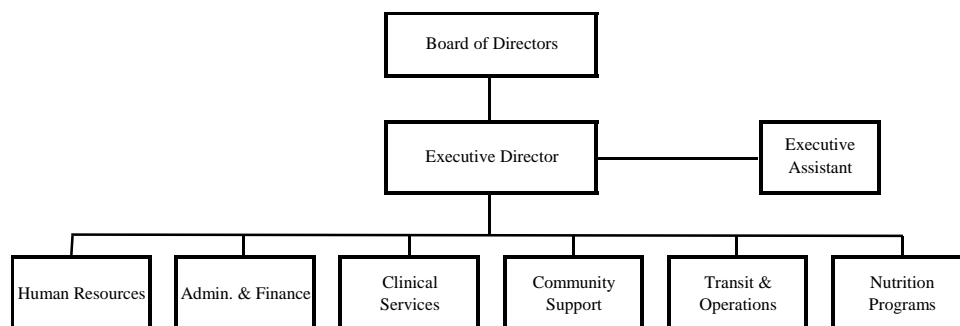 Board of Directors
Executive Director
Executive
Assistant
Human Resources
Admin. & Finance
Clinical
Services
Community
Support
Transit &
Operations
Nutrition
Programs